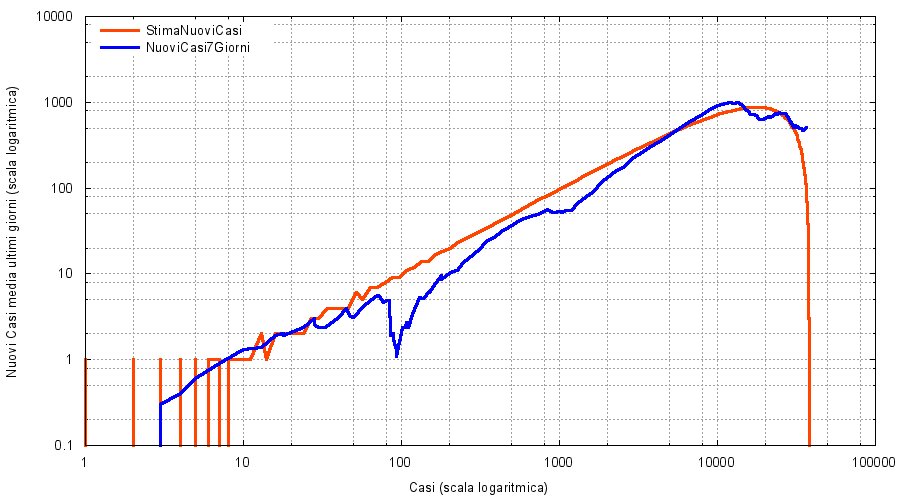 10000
StimaNuoviCasi
NuoviCasi7Giorni
1000
100
10
1
0.1
Nuovi Casi media ultimi giorni (scala logaritmica)
1 10 100 1000 10000 100000
Casi (scala logaritmica)